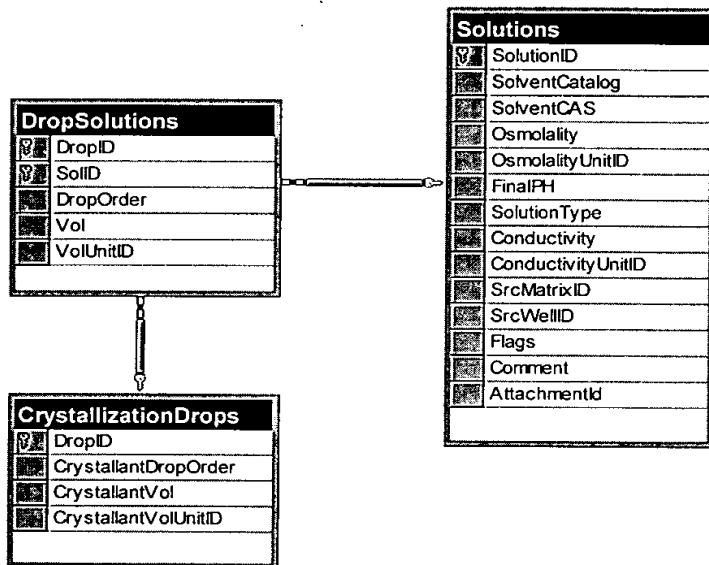 Solutions
SolutionID
SolventCatalog
SolventCAS
Osmolality
OsmolalityUnitID
FinalPH
SolutionType
Conductivity
ConductivityUnitID
SrcMatrixID
SrcWellID
Flags
Comment
AttachmentId
DropSolutions
DropID
SolID
DropOrder
Vol
VolUnitID
CrystallizationDrops
DropID
CrystallantDropOrder
CrystallantVol
CrystallantVolUnitID